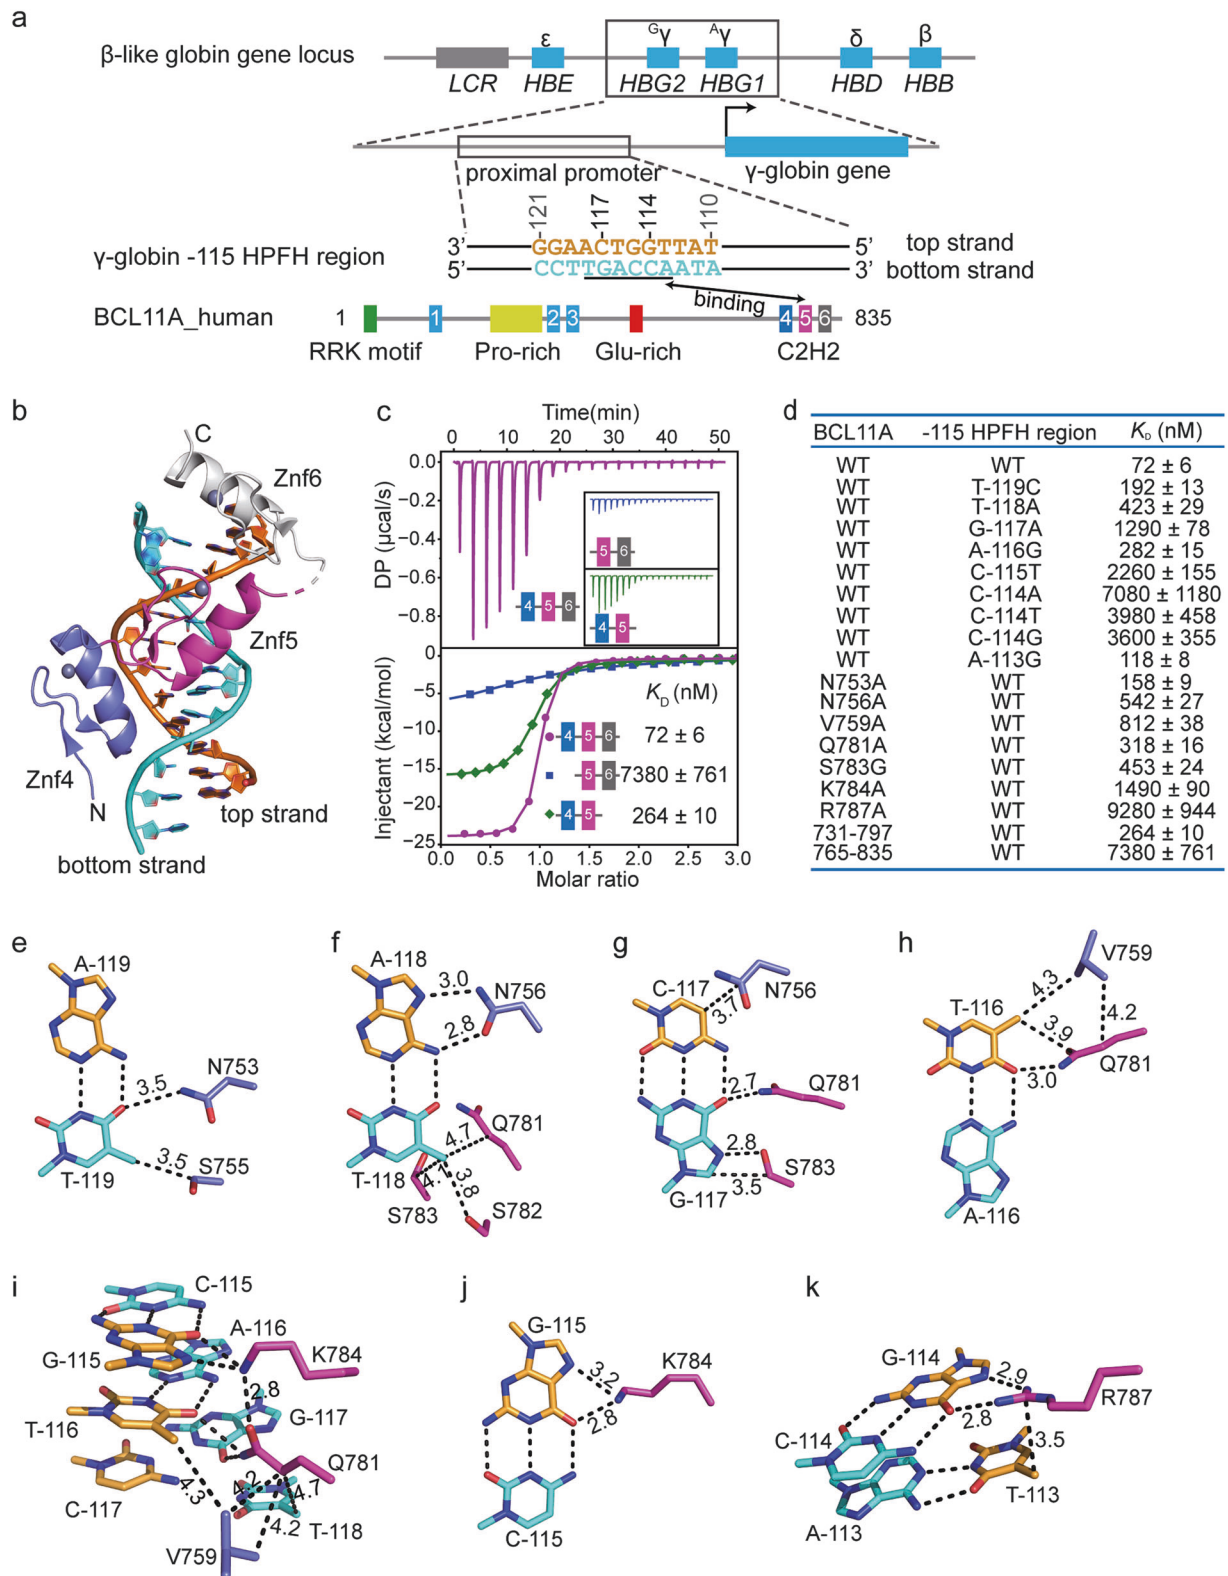 a
β-like globin gene locus
LCR
ε
HBE
Gγ
HBG2
Aγ
HBG1
δ
HBD
β
HBB
proximal promoter
γ-globin gene
121
117
114
110
γ-globin -115 HPFH region
3’ GGAACTGGTTAT 5’ top strand
5’ CCTTGACCAATA 3’ bottom strand
binding
BCL11A_human 1 1 2 3 4 5 6 835
RRK motif Pro-rich Glu-rich C2H2
b
C
Znf6
Znf5
Znf4
N
top strand
bottom strand
c
Time(min)
0 10 20 30 40 50
DP (µcal/s)
0.0
−0.2
−0.4
−0.6
−0.8
4 5 6
5 6
4 5
Injectant (kcal/mol)
0
−5
−10
−15
−20
−25
K D (nM)
4 5 6 72 ± 6
5 6 7380 ± 761
4 5 264 ± 10
0.0 0.5 1.0 1.5 2.0 2.5 3.0
Molar ratio
d
BCL11A -115 HPFH region K D (nM)
WT WT 72 ± 6
WT T-119C 192 ± 13
WT T-118A 423 ± 29
WT G-117A 1290 ± 78
WT A-116G 282 ± 15
WT C-115T 2260 ± 155
WT C-114A 7080 ± 1180
WT C-114T 3980 ± 458
WT C-114G 3600 ± 355
WT A-113G 118 ± 8
N753A WT 158 ± 9
N756A WT 542 ± 27
V759A WT 812 ± 38
Q781A WT 318 ± 16
S783G WT 453 ± 24
K784A WT 1490 ± 90
R787A WT 9280 ± 944
731-797 WT 264 ± 10
765-835 WT 7380 ± 761
e
A-119
N753
3.5
3.5
T-119
S755
f
A-118
3.0
N756
2.8
Q781
4.7
T-118
4.1
3.8
S783
S782
g
C-117
N756
3.7
Q781
2.7
2.8
S783
3.5
G-117
h
V759
4.3
T-116
4.2
3.9
Q781
3.0
A-116
i
C-115
A-116
K784
G-115
2.8
G-117
T-116
Q781
C-117
4.3
4.2
4.7
4.2
T-118
V759
j
G-115
K784
3.2
2.8
C-115
k
G-114
2.9
R787
2.8
C-114
3.5
T-113
A-113